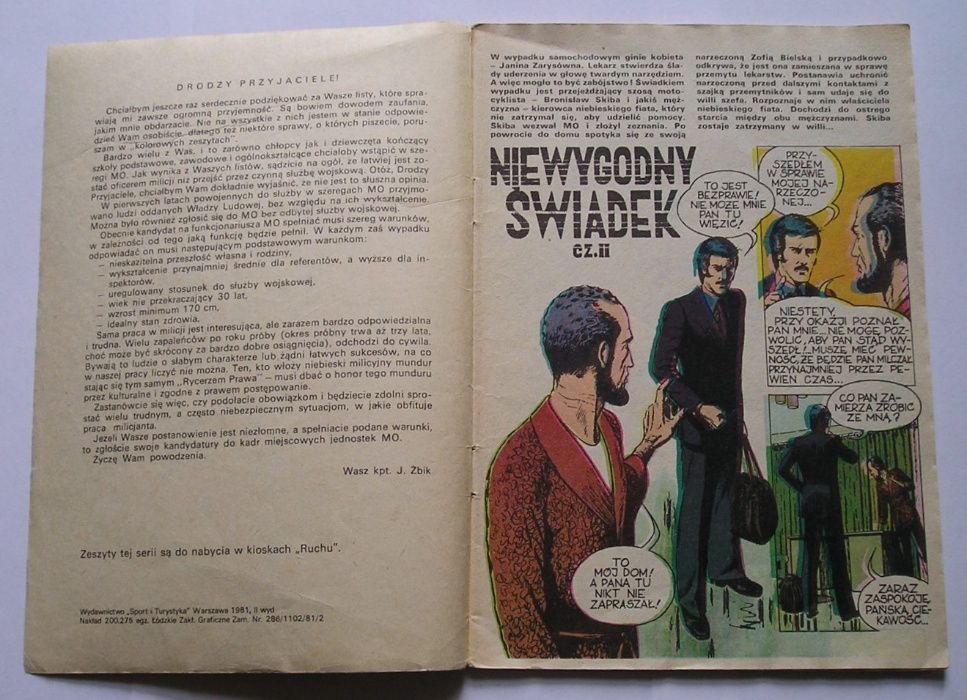 DRODZY PRZYJACIELE!
Chciałbym jeszcze raz serdecznie podziękować za Wasze listy, które spra-
wiają mi zawsze ogromną przyjemność. Są bowiem dowodem zaufania,
jakim mnie obdarzacie. Nie na wszystkie z nich jestem w stanie odpowie-
dzieć Wam osobiście, dlatego też niektóre sprawy, o których piszecie, poru-
szam w „kolorowych zeszytach”.
Bardzo wielu z Was, i to zarówno chłopcy jak i dziewczęta kończący
szkoły podstawowe, zawodowe i ogólnokształcące chciałoby wstąpić w sze-
regi MO. Jak wynika z Waszych listów, sądzicie na ogół, że łatwiej jest zo-
stać oficerem milicji niż przejść przez czynną służbę wojskową. Otóż, Drodzy
Przyjaciele, chciałbym Wam dokładnie wyjaśnić, że nie jest to słuszna opinia.
W pierwszych latach powojennych do służby w szeregach MO przyjmo-
wano ludzi oddanych Władzy Ludowej, bez względu na ich wykształcenie.
Można było również zgłosić się do MO bez odbytej służby wojskowej.
Obecnie kandydat na funkcjonariusza MO spełniać musi szereg warunków,
w zależności od tego jaką funkcję będzie pełnił. W każdym zaś wypadku
odpowiadać on musi następującym podstawowym warunkom:
– nieskazitelna przeszłość własna i rodziny,
– wykształcenie przynajmniej średnie dla referentów, a wyższe dla in-
spektorów,
– uregulowany stosunek do służby wojskowej,
– wiek nie przekraczający 30 lat,
– wzrost minimum 170 cm,
– idealny stan zdrowia.
Sama praca w milicji jest interesująca, ale zarazem bardzo odpowiedzialna
i trudna. Wielu zapaleńców po roku próby (okres próbny trwa aż trzy lata,
choć może być skrócony za bardzo dobre osiągnięcia), odchodzi do cywila.
Bywają to ludzie o słabym charakterze lub żądni łatwych sukcesów, na co
w naszej pracy liczyć nie można. Ten, kto włoży niebieski milicyjny mundur
stając się tym samym „Rycerzem Prawa” – musi dbać o honor tego munduru
przez kulturalne i zgodne z prawem postępowanie.
Zastanówcie się więc, czy podołacie obowiązkom i będziecie zdolni spro-
stać wielu trudnym, a często niebezpiecznym sytuacjom, w jakie obfituje
praca milicjanta.
Jeżeli Wasze postanowienie jest niezłomne, a spełniacie podane warunki,
to zgłoście swoje kandydatury do kadr miejscowych jednostek MO.
Życzę Wam powodzenia.
Wasz kpt. J. Żbik
Zeszyty tej serii są do nabycia w kioskach „Ruchu”.
Wydawnictwo „Sport i Turystyka” Warszawa 1981, II wyd
Nakład 200.275 egz. Łódzkie Zakł. Graficzne Zam. Nr. 286/1102/81/2
W wypadku samochodowym ginie kobieta
– Janina Zarysówna. Lekarz stwierdza śla-
dy uderzenia w głowę twardym narzędziem.
A więc mogło to być zabójstwo! Świadkiem
wypadku jest przejeżdżający szosą moto-
cyklista – Bronisław Skiba i jakiś męż-
czyzna – kierowca niebieskiego fiata, który
nie zatrzymał się, aby udzielić pomocy.
Skiba wezwał MO i złożył zeznania. Po
powrocie do domu spotyka się ze swoją
narzeczoną Zofią Bielską i przypadkowo
odkrywa, że jest ona zamieszana w sprawę
przemytu lekarstw. Postanawia uchronić
narzeczoną przed dalszymi kontaktami z
szajką przemytników i sam udaje się do
willi szefa. Rozpoznaje w nim właściciela
niebieskiego fiata. Dochodzi do ostrego
starcia między obu mężczyznami. Skiba
zostaje zatrzymany w willi...
NIEWYGODNY
ŚWIADEK
cz.II
TO JEST
BEZPRAWIE!
NIE MOŻE MNIE
PAN TU
WIĘZIĆ!
TO
MÓJ DOM!
A PANA TU
NIKT NIE
ZAPRASZAŁ!
PRZY-
SZEDŁEM
W SPRAWIE
MOJEJ NA-
RZECZO-
NEJ...
NIESTETY,
PRZY OKAZJI POZNAŁ
PAN MNIE... NIE MOGĘ POZ-
WOLIĆ, ABY PAN STĄD WY-
SZEDŁ!.. MUSZĘ MIEĆ PEW-
NOŚĆ, ŻE BĘDZIE PAN MILCZAŁ
PRZYNAJMNIEJ PRZEZ PE-
WIEN CZAS...
CO PAN ZA-
MIERZA ZROBIĆ
ZE MNĄ?
ZARAZ
ZASPOKOJĘ
PAŃSKĄ CIE-
KAWOŚĆ...